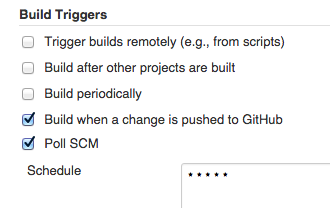 Build Triggers
Trigger builds remotely (e.g., from scripts)
Build after other projects are built
Build periodically
Build when a change is pushed to GitHub
Poll SCM
Schedule
* * * * *